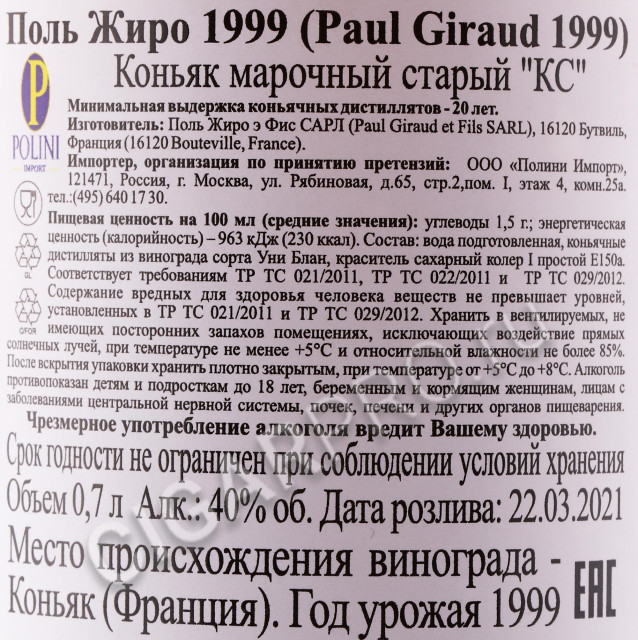 Поль Жиро 1999 (Paul Giraud 1999)
Коньяк марочный старый "КС"
P
POLINI
IMPORT
Минимальная выдержка коньячных дистиллятов - 20 лет.
Изготовитель: Поль Жиро э Фис САРЛ (Paul Giraud et Fils SARL), 16120 Бутвиль,
Франция (16120 Bouteville, France).
Импортер, организация по принятию претензий: ООО «Полини Импорт»,
121471, Россия, г. Москва, ул. Рябиновая, д.65, стр.2,пом. I, этаж 4, комн.25а.
тел.:(495) 640 17 30.
Пищевая ценность на 100 мл (средние значения): углеводы 1,5 г.; энергетическая
ценность (калорийность) – 963 кДж (230 ккал). Состав: вода подготовленная, коньячные
дистилляты из винограда сорта Уни Блан, краситель сахарный колер I простой Е150а.
Соответствует требованиям ТР ТС 021/2011, ТР ТС 022/2011 и ТР ТС 029/2012.
Содержание вредных для здоровья человека веществ не превышает уровней,
установленных в ТР ТС 021/2011 и ТР ТС 029/2012. Хранить в вентилируемых, не
имеющих посторонних запахов помещениях, исключающих воздействие прямых
солнечных лучей, при температуре не менее +5°С и относительной влажности не более 85%.
После вскрытия упаковки хранить плотно закрытым, при температуре от +5°С до +8°С. Алкоголь
противопоказан детям и подросткам до 18 лет, беременным и кормящим женщинам, лицам с
заболеваниями центральной нервной системы, почек, печени и других органов пищеварения.
GL
C/FOR
Чрезмерное употребление алкоголя вредит Вашему здоровью.
Срок годности не ограничен при соблюдении условий хранения
Объем 0,7 л Алк.: 40% об. Дата розлива: 22.03.2021
Место происхождения винограда -
Коньяк (Франция). Год урожая 1999
EAC
CIGARPRO.ru